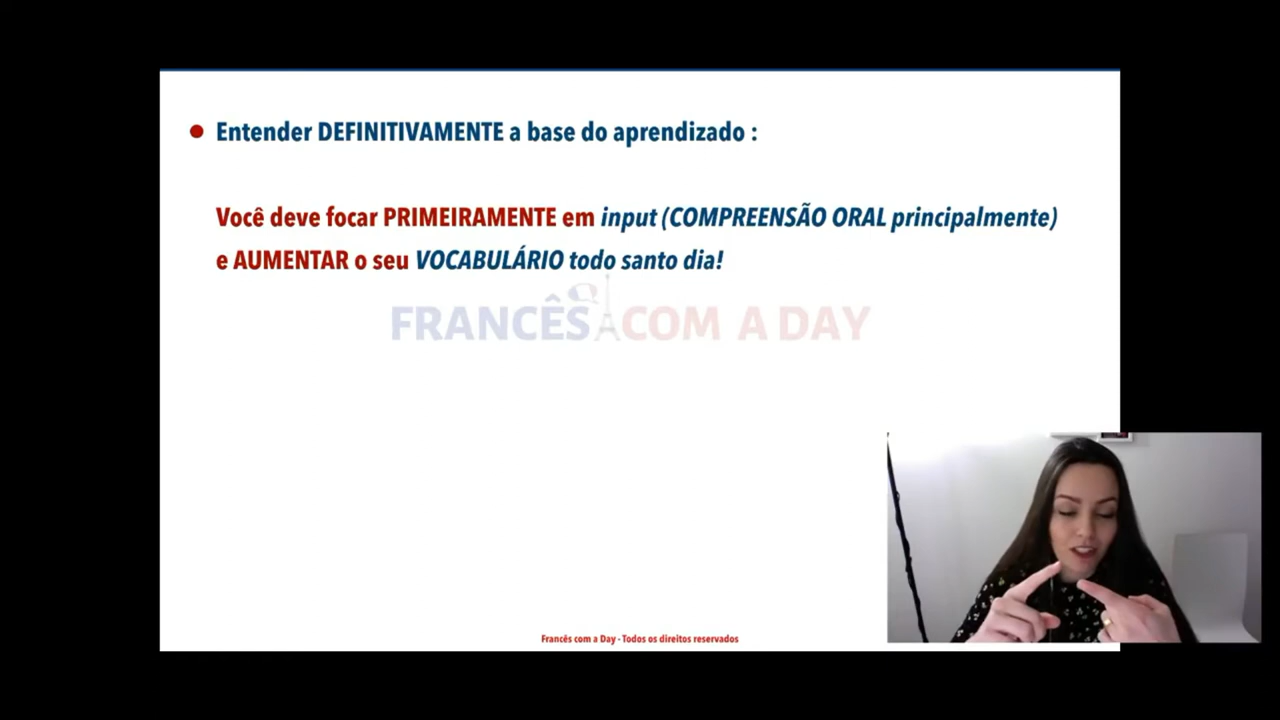 Entender DEFINITIVAMENTE a base do aprendizado :
Você deve focar PRIMEIRAMENTE em input (COMPREENSÃO ORAL principalmente)
e AUMENTAR o seu VOCABULÁRIO todo santo dia!
FRANCÊS COM A DAY
Francês com a Day - Todos os direitos reservados